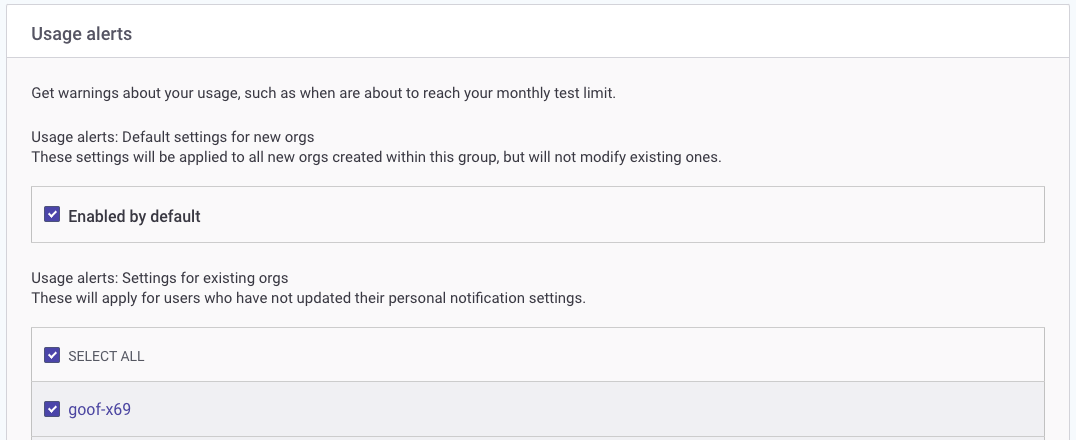 Usage alerts
Get warnings about your usage, such as when are about to reach your monthly test limit.
Usage alerts: Default settings for new orgs
These settings will be applied to all new orgs created within this group, but will not modify existing ones.
Enabled by default
Usage alerts: Settings for existing orgs
These will apply for users who have not updated their personal notification settings.
SELECT ALL
goof-x69